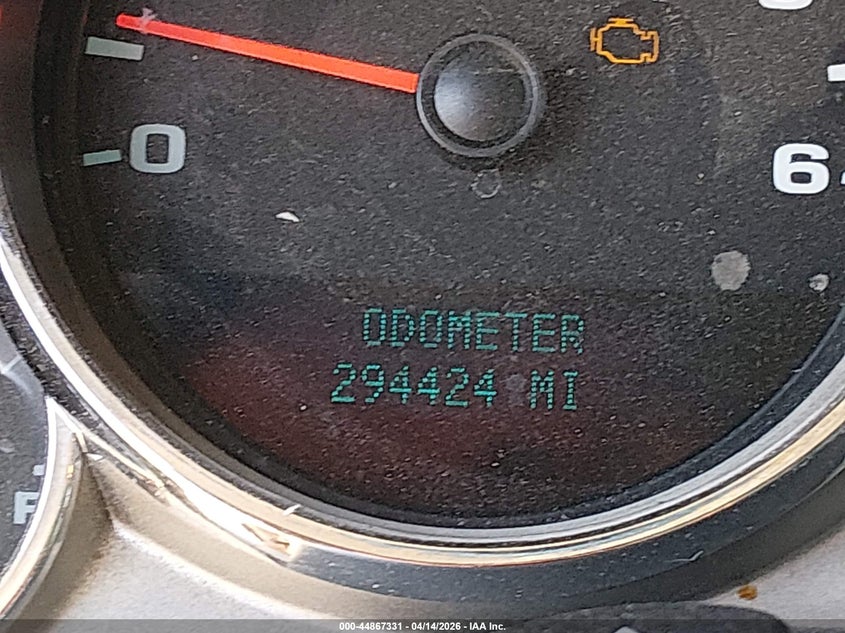 0
6
ODOMETER
294424 MI
F
000-44867331 - 04/14/2026 - IAA Inc.